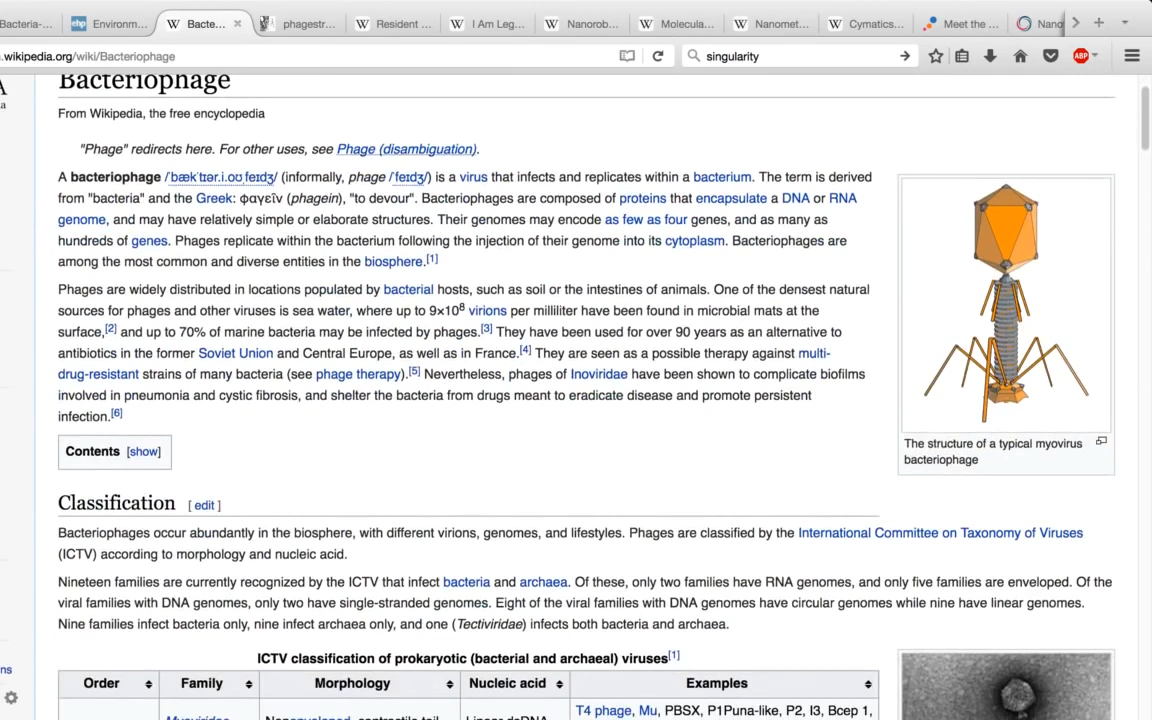 Bacteria-...
ehp Environm...
W Bacte...
phagestr...
W Resident ...
W I Am Leg...
W Nanorob...
W Molecula...
W Nanomet...
W Cymatics...
Meet the ...
Nano
.wikipedia.org/wiki/Bacteriophage
singularity
ABP
A
a
Bacteriophage
From Wikipedia, the free encyclopedia
"Phage" redirects here. For other uses, see Phage (disambiguation).
A bacteriophage /ˈbækˈtɪər.i.oʊˌfeɪdʒ/ (informally, phage /ˈfeɪdʒ/) is a virus that infects and replicates within a bacterium. The term is derived
from "bacteria" and the Greek: φαγεῖν (phagein), "to devour". Bacteriophages are composed of proteins that encapsulate a DNA or RNA
genome, and may have relatively simple or elaborate structures. Their genomes may encode as few as four genes, and as many as
hundreds of genes. Phages replicate within the bacterium following the injection of their genome into its cytoplasm. Bacteriophages are
among the most common and diverse entities in the biosphere.[1]
Phages are widely distributed in locations populated by bacterial hosts, such as soil or the intestines of animals. One of the densest natural
sources for phages and other viruses is sea water, where up to 9×10⁸ virions per milliliter have been found in microbial mats at the
surface,[2] and up to 70% of marine bacteria may be infected by phages.[3] They have been used for over 90 years as an alternative to
antibiotics in the former Soviet Union and Central Europe, as well as in France.[4] They are seen as a possible therapy against multi-
drug-resistant strains of many bacteria (see phage therapy).[5] Nevertheless, phages of Inoviridae have been shown to complicate biofilms
involved in pneumonia and cystic fibrosis, and shelter the bacteria from drugs meant to eradicate disease and promote persistent
infection.[6]
The structure of a typical myovirus
bacteriophage
Contents [show]
Classification [ edit ]
Bacteriophages occur abundantly in the biosphere, with different virions, genomes, and lifestyles. Phages are classified by the International Committee on Taxonomy of Viruses
(ICTV) according to morphology and nucleic acid.
Nineteen families are currently recognized by the ICTV that infect bacteria and archaea. Of these, only two families have RNA genomes, and only five families are enveloped. Of the
viral families with DNA genomes, only two have single-stranded genomes. Eight of the viral families with DNA genomes have circular genomes while nine have linear genomes.
Nine families infect bacteria only, nine infect archaea only, and one (Tectiviridae) infects both bacteria and archaea.
ns
ICTV classification of prokaryotic (bacterial and archaeal) viruses[1]
Order Family Morphology Nucleic acid Examples
Myoviridae Nonenveloped, contractile tail Linear dsDNA T4 phage, Mu, PBSX, P1Puna-like, P2, I3, Bcep 1,